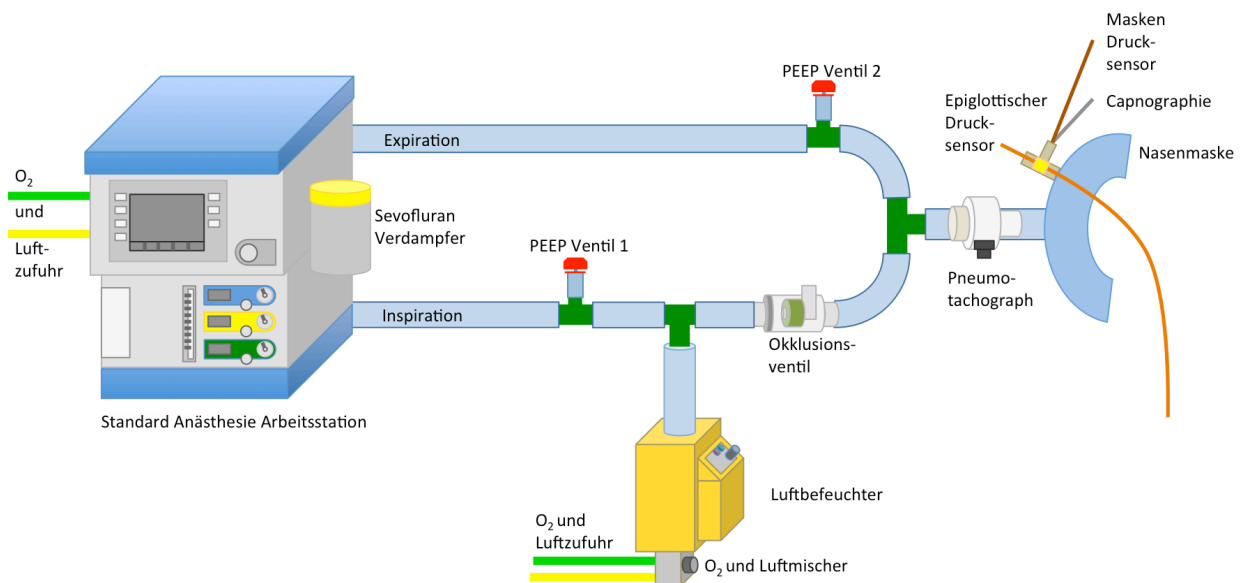 Masken
Druck-
sensor
PEEP Ventil 2
Epiglottischer
Druck-
sensor
Capnographie
Expiration
Nasenmaske
O₂
und
Luft-
zufuhr
Sevofluran
Verdampfer
PEEP Ventil 1
Pneumo-
tachograph
Inspiration
Okklusions-
ventil
Standard Anästhesie Arbeitsstation
Luftbefeuchter
O₂ und
Luftzufuhr
O₂ und Luftmischer